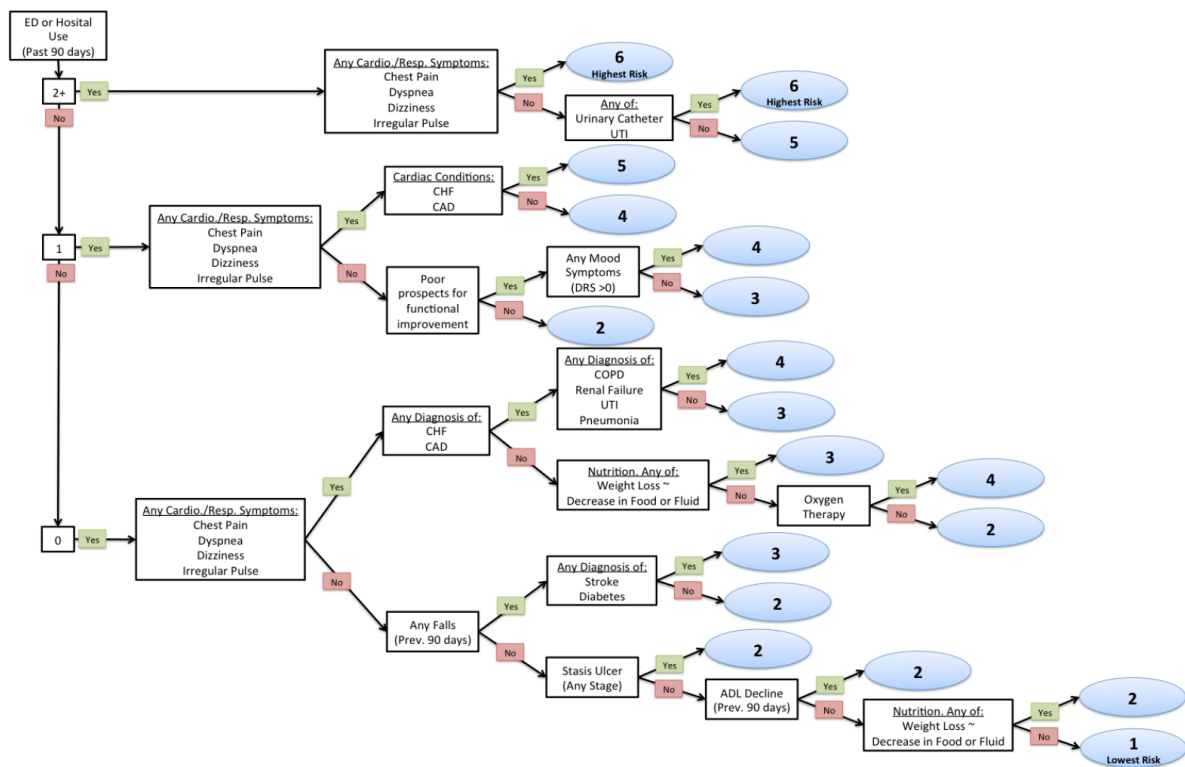 ED or Hosital
Use
(Past 90 days)
2+
Yes
No
Any Cardio./Resp. Symptoms:
Chest Pain
Dyspnea
Dizziness
Irregular Pulse
Yes
No
6
Highest Risk
Any of:
Urinary Catheter
UTI
Yes
No
6
Highest Risk
5
1
Yes
No
Any Cardio./Resp. Symptoms:
Chest Pain
Dyspnea
Dizziness
Irregular Pulse
Yes
No
Cardiac Conditions:
CHF
CAD
Yes
No
5
4
Poor
prospects for
functional
improvement
Yes
No
Any Mood
Symptoms
(DRS >0)
Yes
No
4
3
2
0
Yes
Any Cardio./Resp. Symptoms:
Chest Pain
Dyspnea
Dizziness
Irregular Pulse
Yes
No
Any Diagnosis of:
CHF
CAD
Yes
No
Any Diagnosis of:
COPD
Renal Failure
UTI
Pneumonia
Yes
No
4
3
Nutrition. Any of:
Weight Loss ~
Decrease in Food or Fluid
Yes
No
3
Oxygen
Therapy
Yes
No
4
2
Any Falls
(Prev. 90 days)
Yes
No
Any Diagnosis of:
Stroke
Diabetes
Yes
No
3
2
Stasis Ulcer
(Any Stage)
Yes
No
2
ADL Decline
(Prev. 90 days)
Yes
No
2
Nutrition. Any of:
Weight Loss ~
Decrease in Food or Fluid
Yes
No
2
1
Lowest Risk